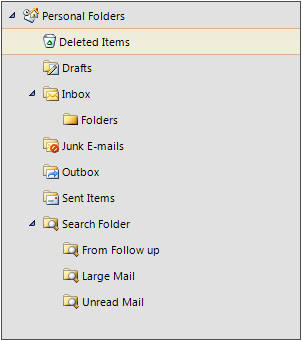 Personal Folders
Deleted Items
Drafts
Inbox
Folders
Junk E-mails
Outbox
Sent Items
Search Folder
From Follow up
Large Mail
Unread Mail